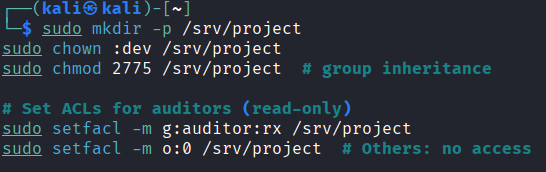 ┌──(kali㉿kali)-[~]
└─$ sudo mkdir -p /srv/project
sudo chown :dev /srv/project
sudo chmod 2775 /srv/project  # group inheritance

# Set ACLs for auditors (read-only)
sudo setfacl -m g:auditor:rx /srv/project
sudo setfacl -m o:0 /srv/project  # Others: no access